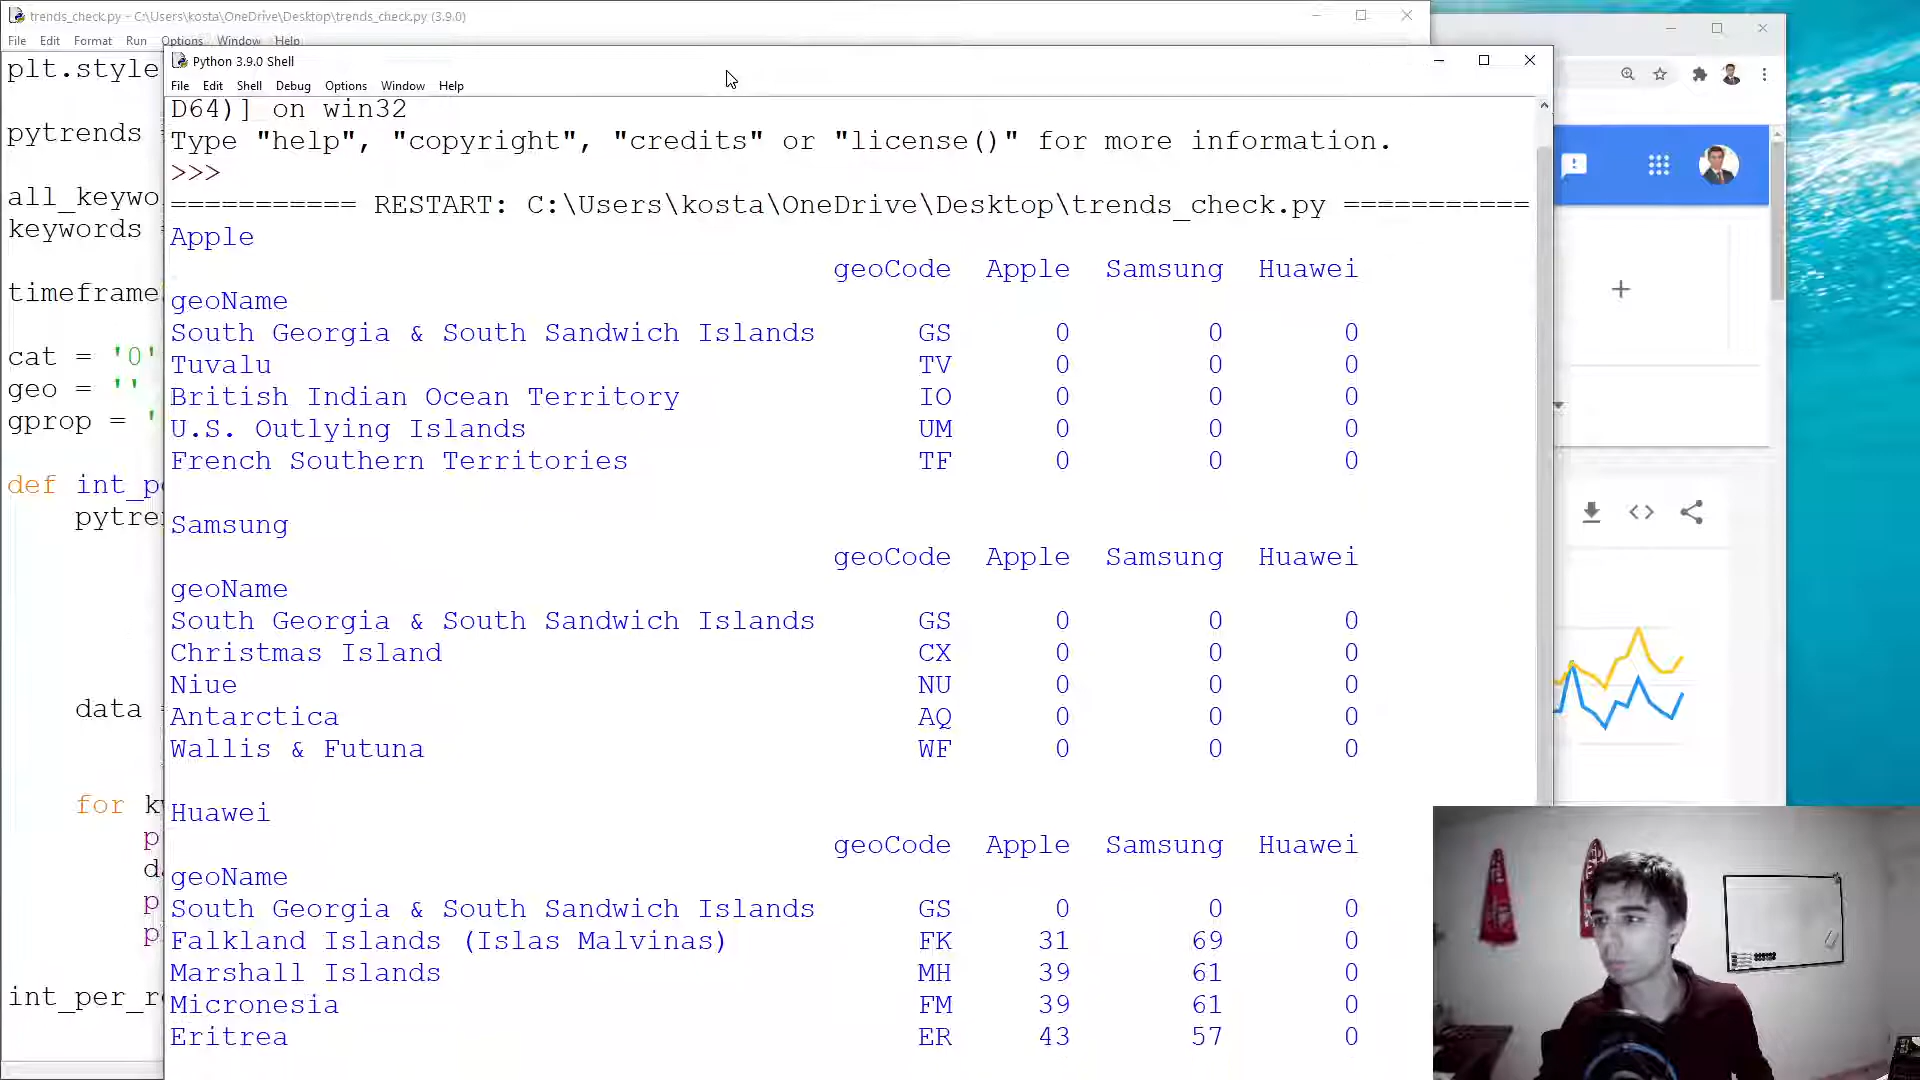 trends_check.py - C:\Users\kosta\OneDrive\Desktop\trends_check.py (3.9.0)
File Edit Format Run Options Window Help
plt.style
pytrends
all_keywo
keywords =
timeframe
cat = '0'
geo = ''
gprop = '
def int_p
pytre
data =
for k
p
d
p
p
int_per_r
Python 3.9.0 Shell
File Edit Shell Debug Options Window Help
D64)] on win32
Type "help", "copyright", "credits" or "license()" for more information.
>>>
=========== RESTART: C:\Users\kosta\OneDrive\Desktop\trends_check.py ===========
Apple
geoCode Apple Samsung Huawei
geoName
South Georgia & South Sandwich Islands GS 0 0 0
Tuvalu TV 0 0 0
British Indian Ocean Territory IO 0 0 0
U.S. Outlying Islands UM 0 0 0
French Southern Territories TF 0 0 0
Samsung
geoCode Apple Samsung Huawei
geoName
South Georgia & South Sandwich Islands GS 0 0 0
Christmas Island CX 0 0 0
Niue NU 0 0 0
Antarctica AQ 0 0 0
Wallis & Futuna WF 0 0 0
Huawei
geoCode Apple Samsung Huawei
geoName
South Georgia & South Sandwich Islands GS 0 0 0
Falkland Islands (Islas Malvinas) FK 31 69 0
Marshall Islands MH 39 61 0
Micronesia FM 39 61 0
Eritrea ER 43 57 0